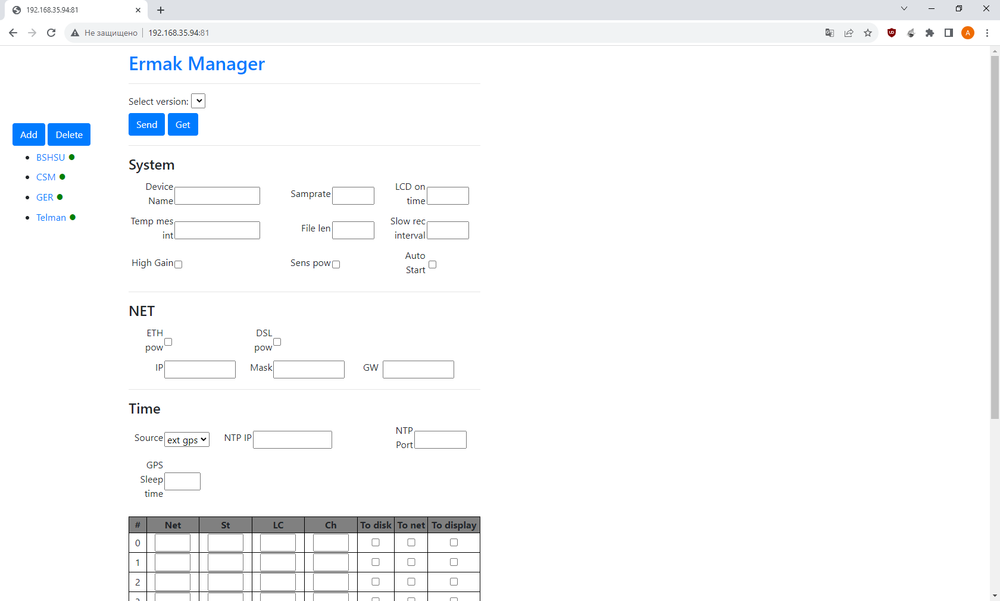 192.168.35.94:81
Не защищено
192.168.35.94:81
A
Ermak Manager
Select version:
Send
Get
Add
Delete
BSHSU
CSM
GER
Telman
System
Device Name
Samprate
LCD on time
Temp mes int
File len
Slow rec interval
High Gain
Sens pow
Auto Start
NET
ETH pow
DSL pow
IP
Mask
GW
Time
Source
ext gps
NTP IP
NTP Port
GPS Sleep time
# Net St LC Ch To disk To net To display
0
1
2